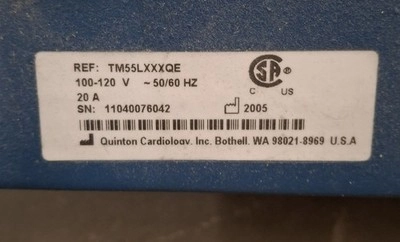 REF: TM55LXXXQE
100-120 V ~ 50/60 HZ
20 A
SN: 11040076042
2005
CSA ®
C US
Quinton Cardiology, Inc. Bothell, WA 98021-8969 U.S.A